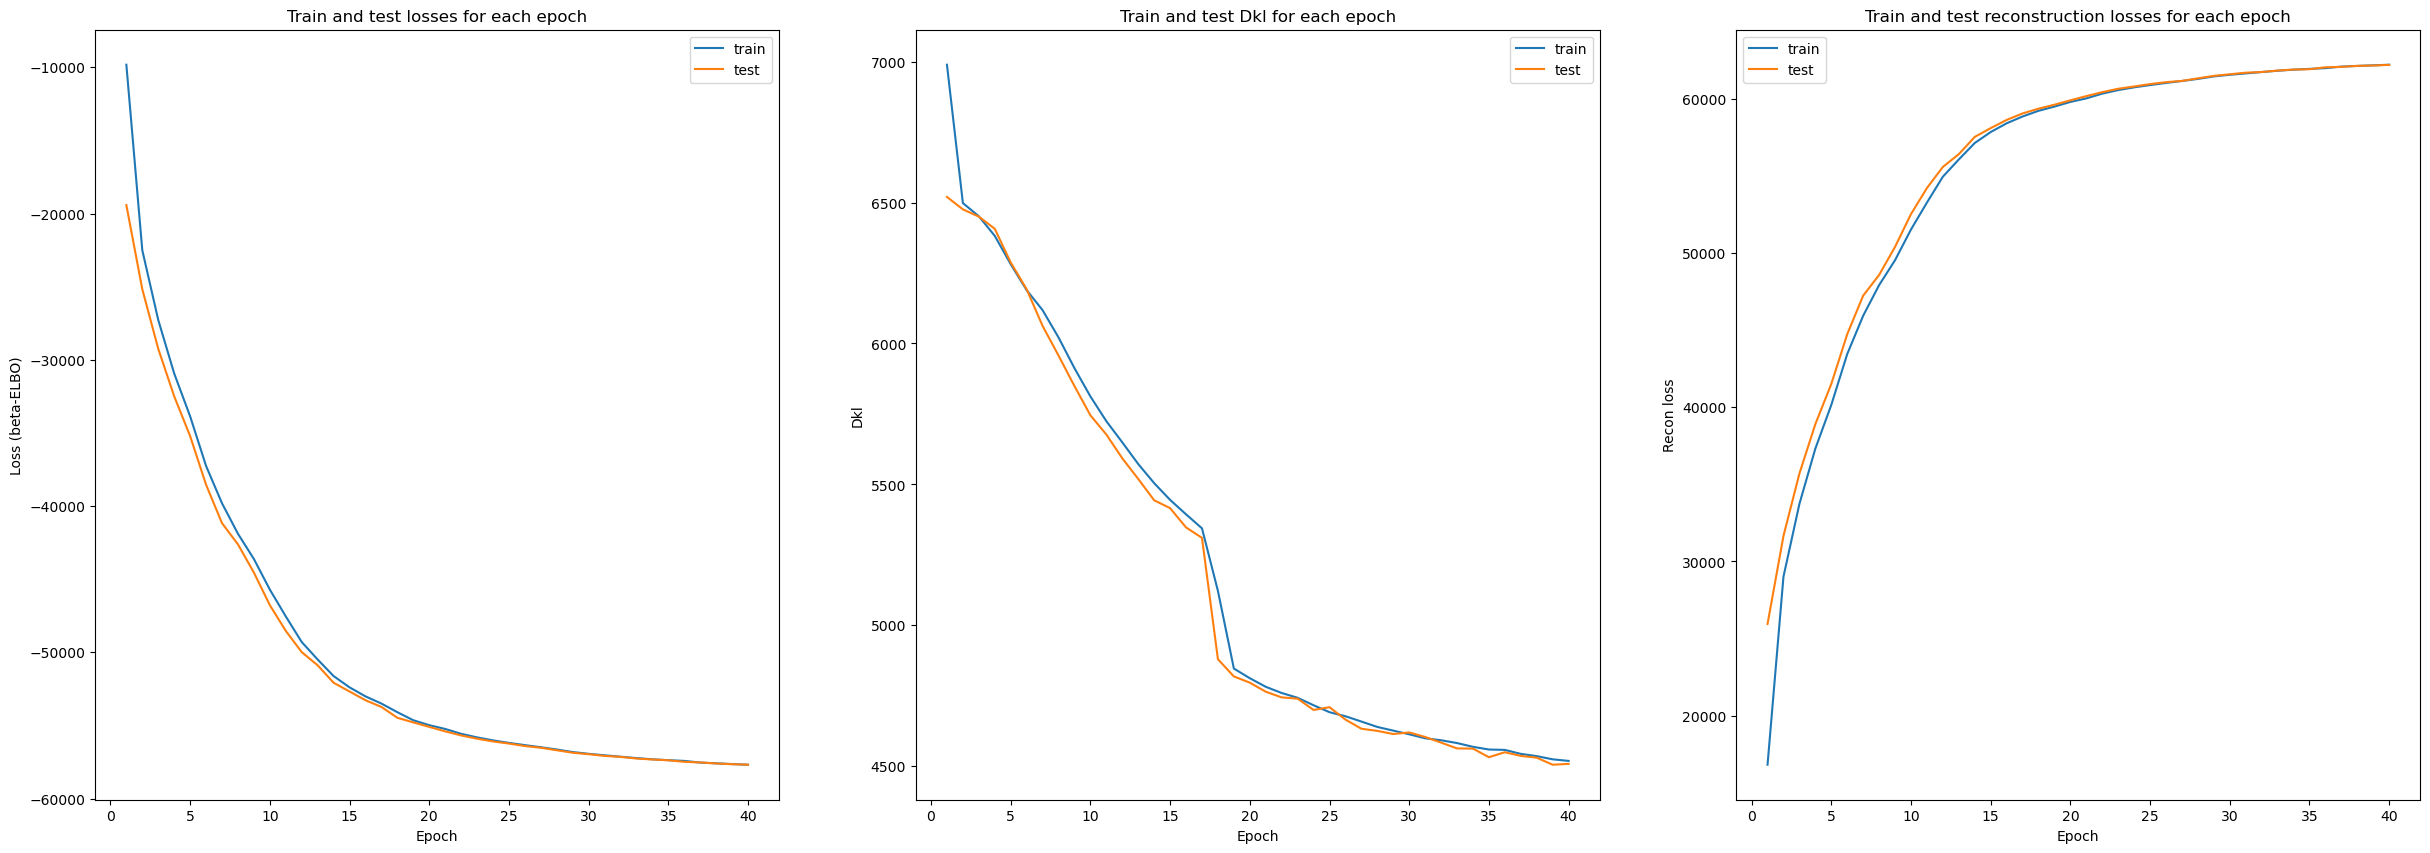 Train and test losses for each epoch
Loss (beta-ELBO)
−10000
−20000
−30000
−40000
−50000
−60000
train
test
0 5 10 15 20 25 30 35 40
Epoch
Train and test Dkl for each epoch
Dkl
7000
6500
6000
5500
5000
4500
train
test
0 5 10 15 20 25 30 35 40
Epoch
Train and test reconstruction losses for each epoch
Recon loss
60000
50000
40000
30000
20000
train
test
0 5 10 15 20 25 30 35 40
Epoch